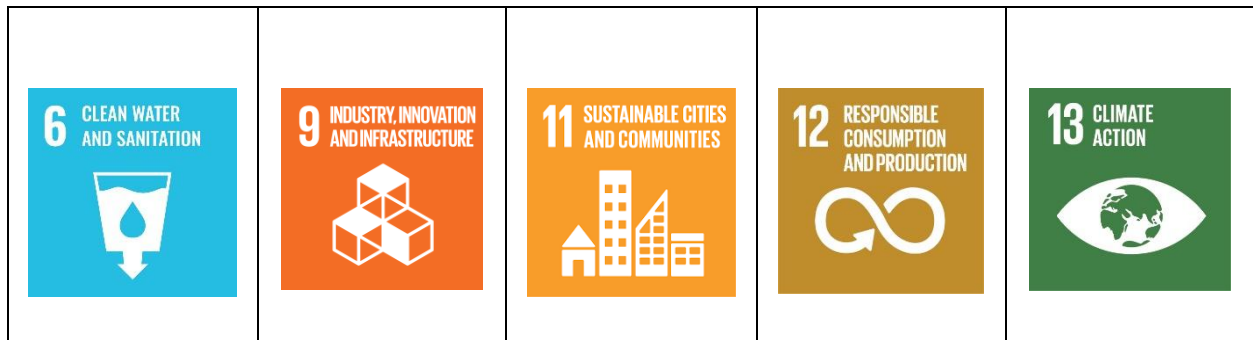 6 CLEAN WATER
AND SANITATION
9 INDUSTRY, INNOVATION
AND INFRASTRUCTURE
11 SUSTAINABLE CITIES
AND COMMUNITIES
12 RESPONSIBLE
CONSUMPTION
AND PRODUCTION
13 CLIMATE
ACTION